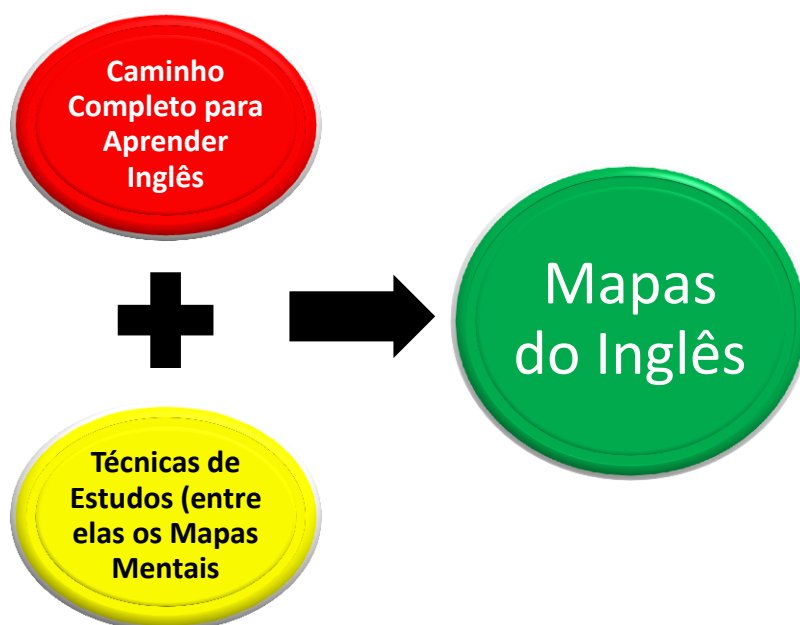 Caminho
Completo para
Aprender
Inglês
Mapas
do Inglês
Técnicas de
Estudos (entre
elas os Mapas
Mentais